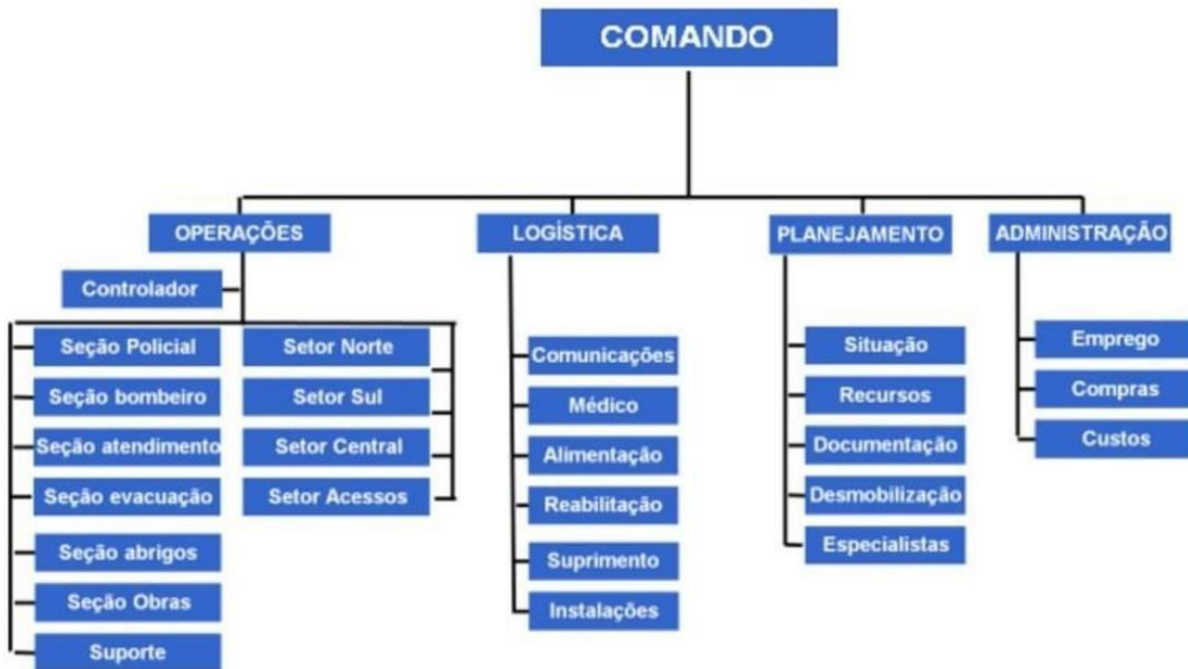 COMANDO
OPERAÇÕES
LOGÍSTICA
PLANEJAMENTO
ADMINISTRAÇÃO
Controlador
Seção Policial
Seção bombeiro
Seção atendimento
Seção evacuação
Seção abrigos
Seção Obras
Suporte
Setor Norte
Setor Sul
Setor Central
Setor Acessos
Comunicações
Médico
Alimentação
Reabilitação
Suprimento
Instalações
Situação
Recursos
Documentação
Desmobilização
Especialistas
Emprego
Compras
Custos